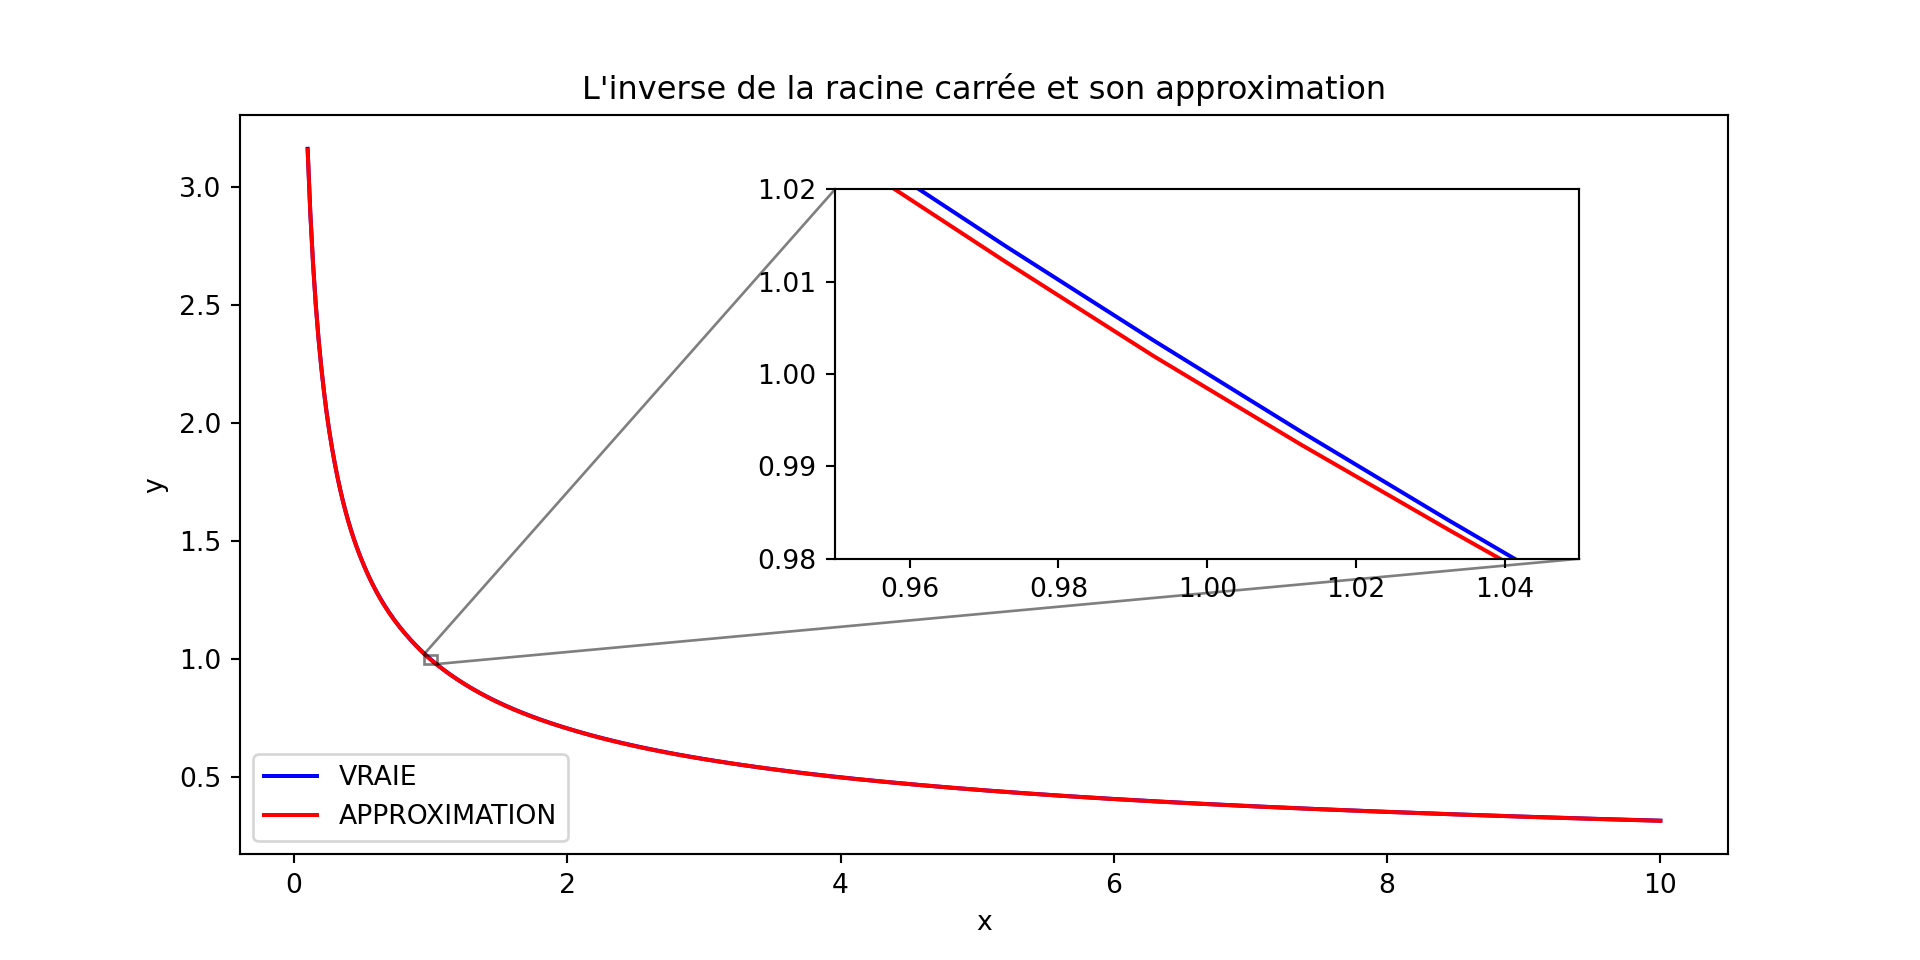 L'inverse de la racine carrée et son approximation
3.0
2.5
2.0
1.5
1.0
0.5
y
1.02
1.01
1.00
0.99
0.98
0.96 0.98 1.00 1.02 1.04
VRAIE
APPROXIMATION
0 2 4 6 8 10
x